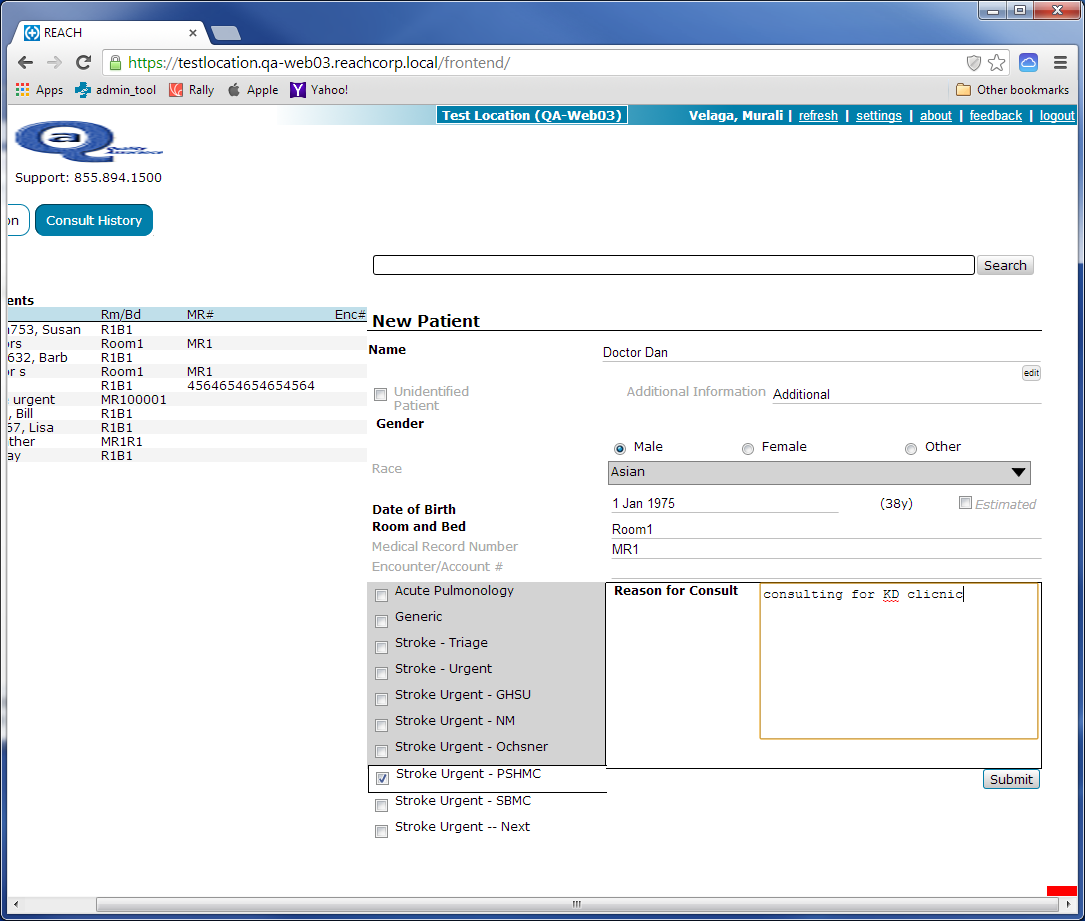 REACH
https://testlocation.qa-web03.reachcorp.local/frontend/
Apps admin_tool Rally Apple Yahoo! Other bookmarks
Test Location (QA-Web03) Velaga, Murali | refresh | settings | about | feedback | logout
Qa Quality Assurance
Support: 855.894.1500
on Consult History
Search
ents
Rm/Bd MR# Enc#
753, Susan R1B1
ors Room1 MR1
632, Barb R1B1
or s Room1 MR1
R1B1 4564654654654564
urgent MR100001
, Bill R1B1
67, Lisa R1B1
ther MR1R1
ay R1B1
New Patient
Name Doctor Dan
edit
Unidentified Patient Additional Information Additional
Gender
Male Female Other
Race Asian
Date of Birth 1 Jan 1975 (38y) Estimated
Room and Bed Room1
Medical Record Number MR1
Encounter/Account #
Acute Pulmonology
Generic
Stroke - Triage
Stroke - Urgent
Stroke Urgent - GHSU
Stroke Urgent - NM
Stroke Urgent - Ochsner
Stroke Urgent - PSHMC
Stroke Urgent - SBMC
Stroke Urgent -- Next
Reason for Consult consulting for KD clicnic
Submit